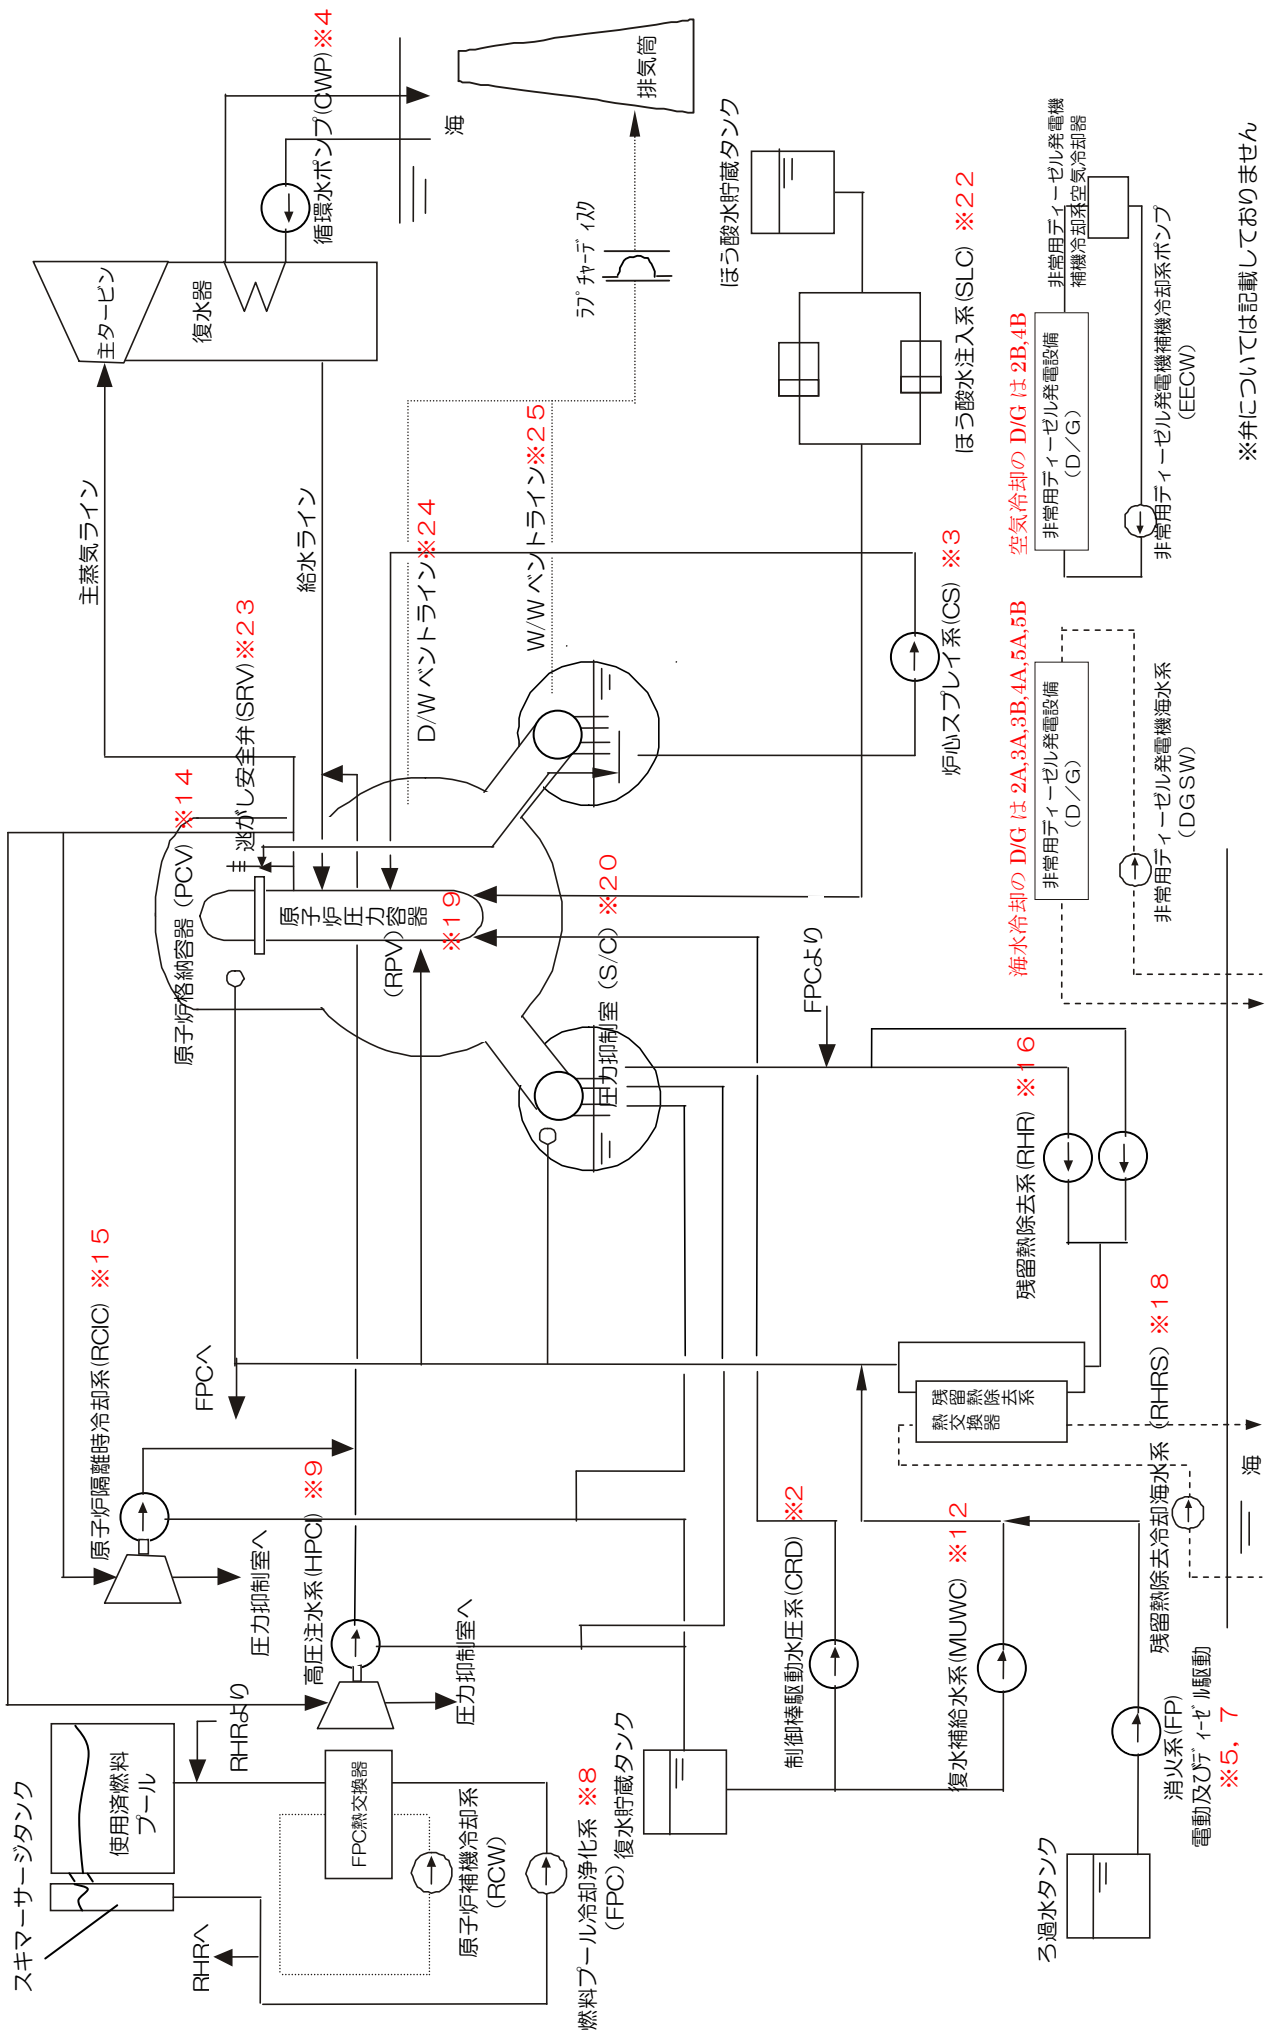 スキマーサージタンク
使用済燃料
プール
RHRへ
RHRより
FPC熱交換器
原子炉補機冷却系
(RCW)
燃料プール冷却浄化系 ※8
(FPC)
復水貯蔵タンク
原子炉隔離時冷却系(RCIC) ※15
圧力抑制室へ
高圧注水系(HPCI) ※9
圧力抑制室へ
FPCへ
制御棒駆動水圧系(CRD) ※2
復水補給水系(MUWC) ※12
ろ過水タンク
消火系(FP)
電動及びディーゼル駆動
※5, 7
残留熱除去系
熱交換器
残留熱除去冷却海水系 (RHRS) ※18
海
残留熱除去系(RHR) ※16
FPCより
原子炉格納容器 (PCV) ※14
原子炉圧力容器
(RPV) ※19
圧力抑制室 (S/C) ※20
逃がし安全弁(SRV)※23
主蒸気ライン
給水ライン
主タービン
復水器
循環水ポンプ(CWP)※4
海
D/W ベントライン※24
W/W ベントライン※25
ラプチャーディスク
排気筒
ほう酸水貯蔵タンク
ほう酸水注入系(SLC) ※22
炉心スプレイ系(CS) ※3
海水冷却の D/G は 2A,3A,3B,4A,5A,5B
非常用ディーゼル発電設備
(D/G)
非常用ディーゼル発電機海水系
(DGSW)
空気冷却の D/G は 2B,4B
非常用ディーゼル発電設備
(D/G)
非常用ディーゼル発電機
補機冷却系空気冷却器
非常用ディーゼル発電機補機冷却系ポンプ
(EECW)
※弁については記載しておりません